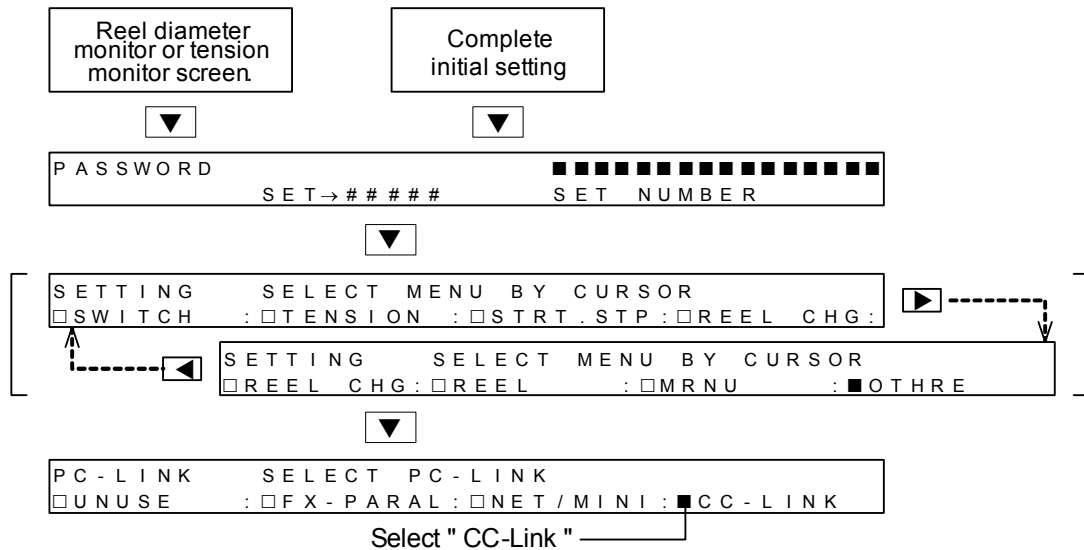 Reel diameter
monitor or tension
monitor screen.
Complete
initial setting
▼ ▼
PASSWORD ■■■■■■■■■■■■■■■
SET→##### SET NUMBER
▼
SETTING SELECT MENU BY CURSOR
□SWITCH :□TENSION :□STRT.STP:□REEL CHG:
▶
SETTING SELECT MENU BY CURSOR
◀
□REEL CHG:□REEL :□MRNU :■OTHRE
▼
PC-LINK SELECT PC-LINK
□UNUSE :□FX-PARAL:□NET/MINI:■CC-LINK
Select " CC-Link "